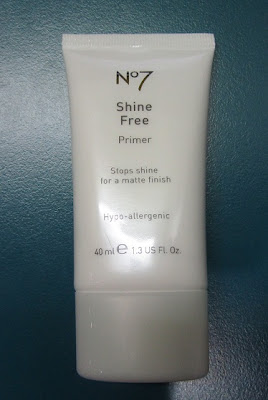 No7
Shine
Free
Primer
Stops shine
for a matte finish
Hypo-allergenic
40 ml e 1.3 US Fl. Oz.